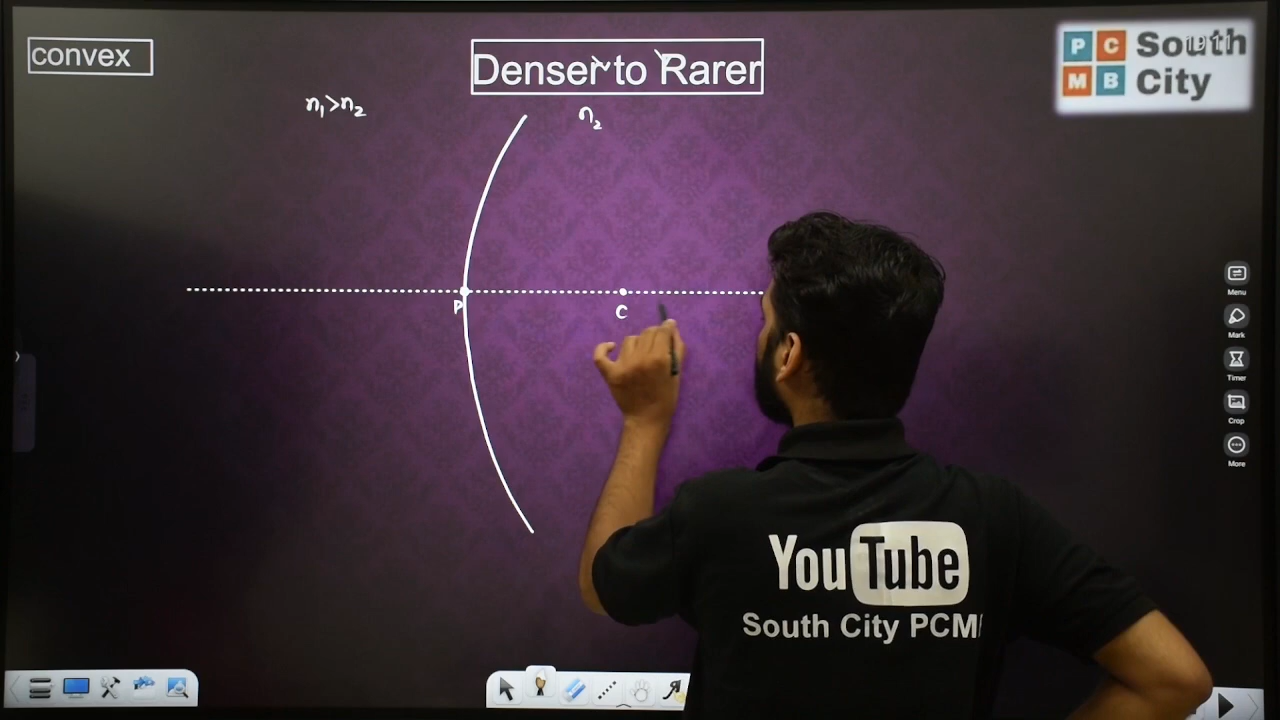 convex
Denser to Rarer
P C South
M B City
n₁>n₂
n₂
P
C
Menu
Mark
Timer
Crop
More
YouTube
South City PCM